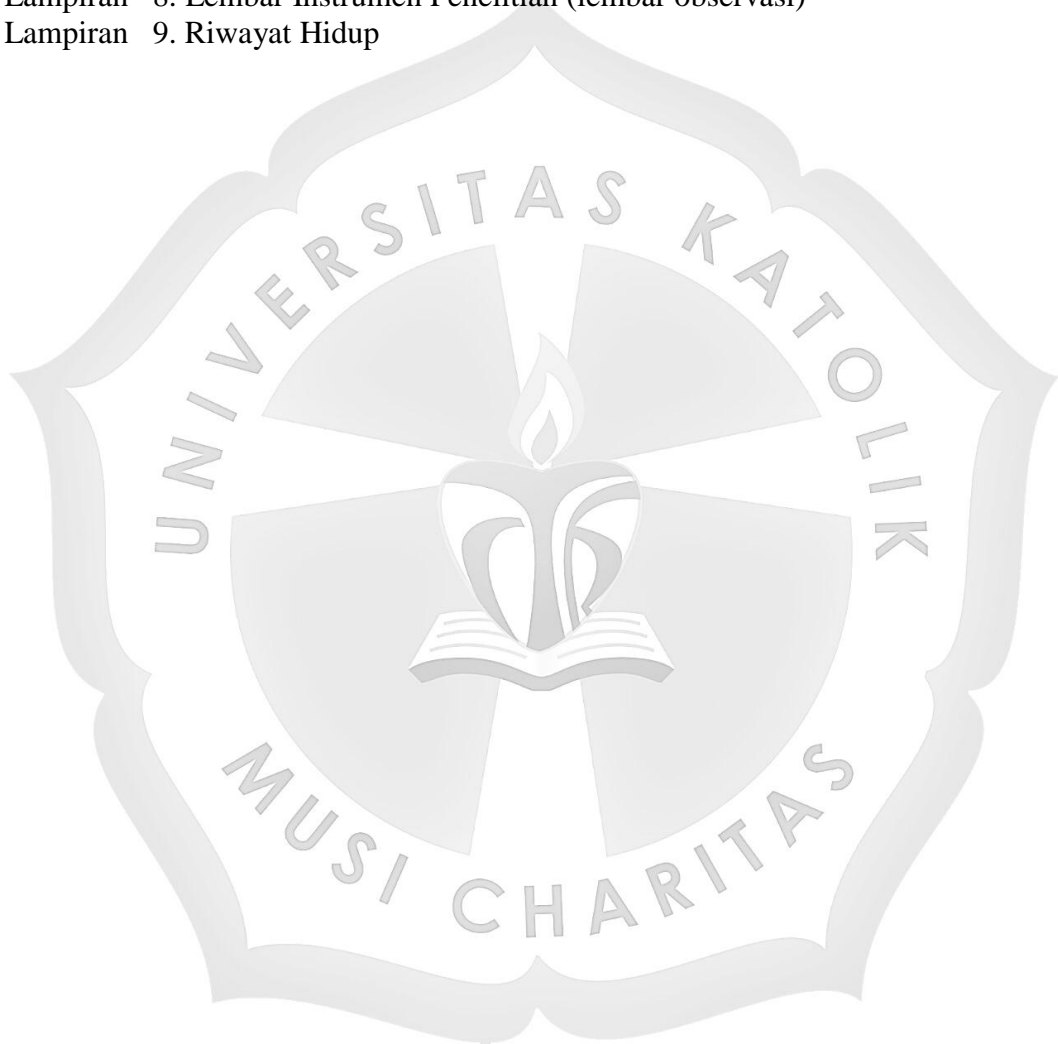 Lampiran 8. Lembar Instrumen Penelitian (lembar observasi)
Lampiran 9. Riwayat Hidup
UNIVERSITAS KATOLIK
MUSI CHARITAS